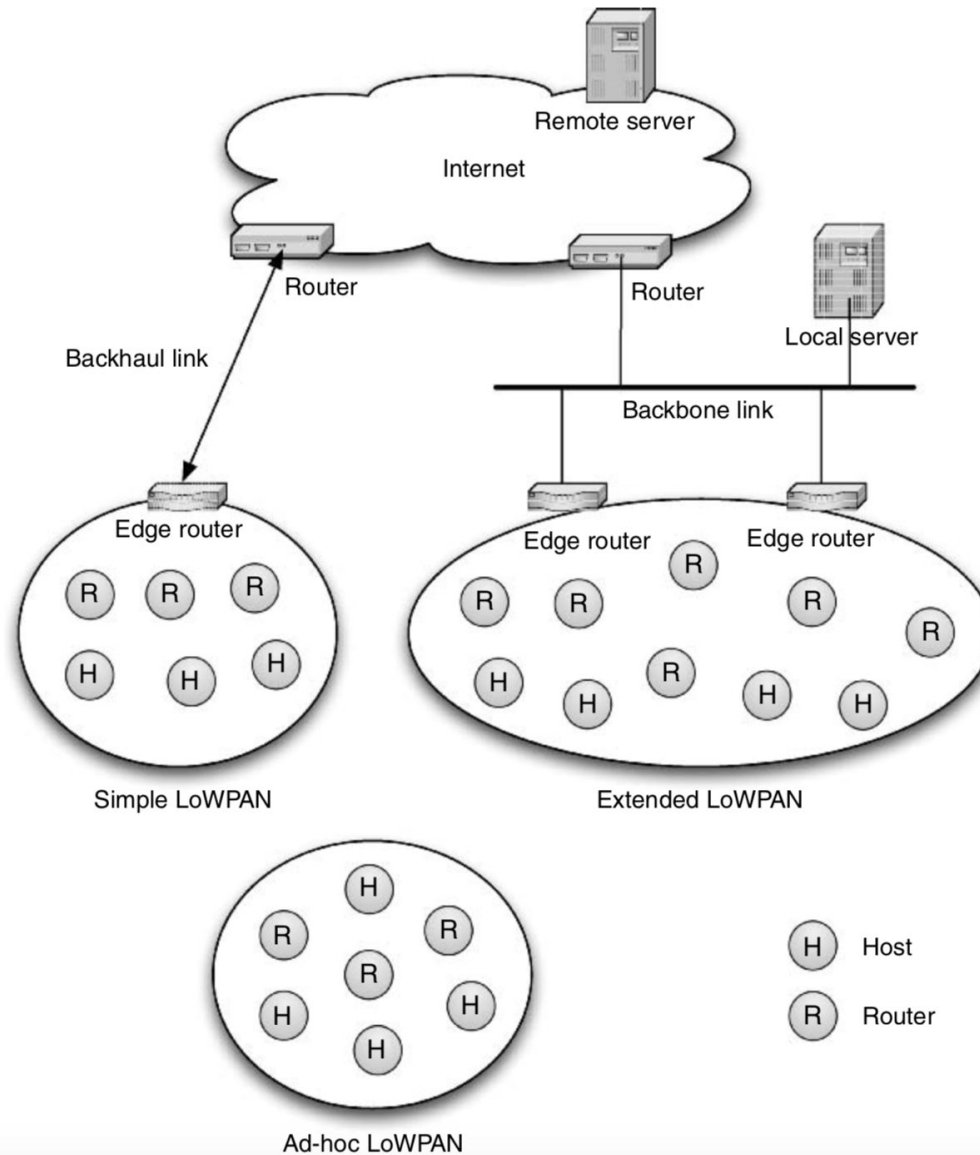 Remote server
Internet
Router
Router
Local server
Backhaul link
Backbone link
Edge router
Edge router
Edge router
R
R
R
H
H
H
R
R
R
R
R
H
H
R
H
H
Simple LoWPAN
Extended LoWPAN
H
R
R
R
H
H
H
H
Host
R
Router
Ad-hoc LoWPAN